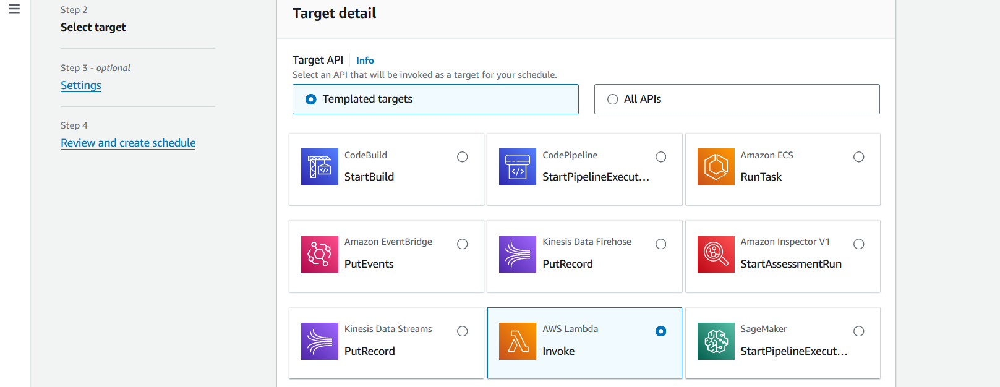 Step 2
Select target
Step 3 - optional
Settings
Step 4
Review and create schedule
Target detail
Target API
Info
Select an API that will be invoked as a target for your schedule.
Templated targets
All APIs
CodeBuild
StartBuild
CodePipeline
StartPipelineExecut...
Amazon ECS
RunTask
Amazon EventBridge
PutEvents
Kinesis Data Firehose
PutRecord
Amazon Inspector V1
StartAssessmentRun
Kinesis Data Streams
PutRecord
AWS Lambda
Invoke
SageMaker
StartPipelineExecut...